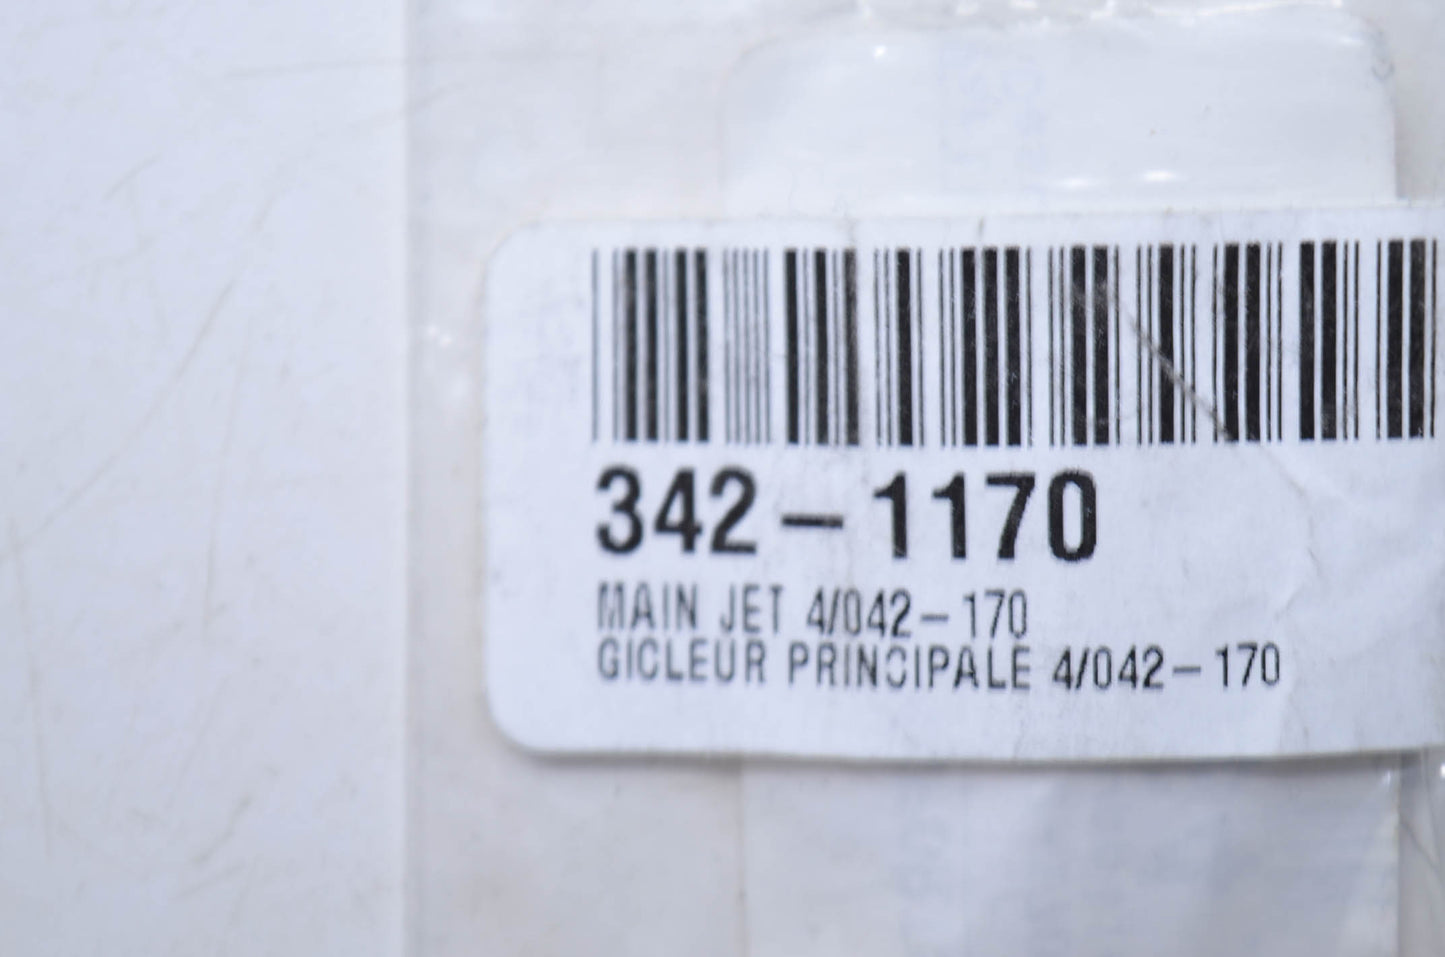 342-1170
MAIN JET 4/042-170
GICLEUR PRINCIPALE 4/042-170